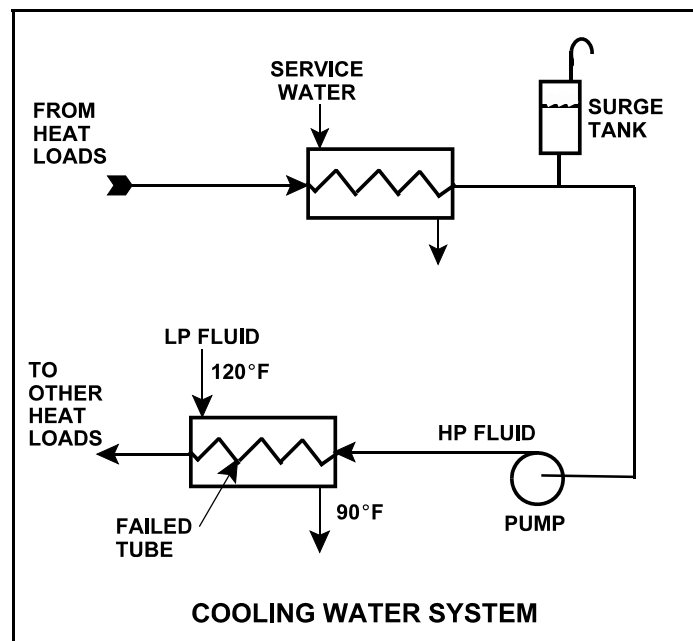 SERVICE
WATER
FROM
HEAT
LOADS
SURGE
TANK
LP FLUID
120°F
TO
OTHER
HEAT
LOADS
HP FLUID
FAILED
TUBE
90°F
PUMP
COOLING WATER SYSTEM